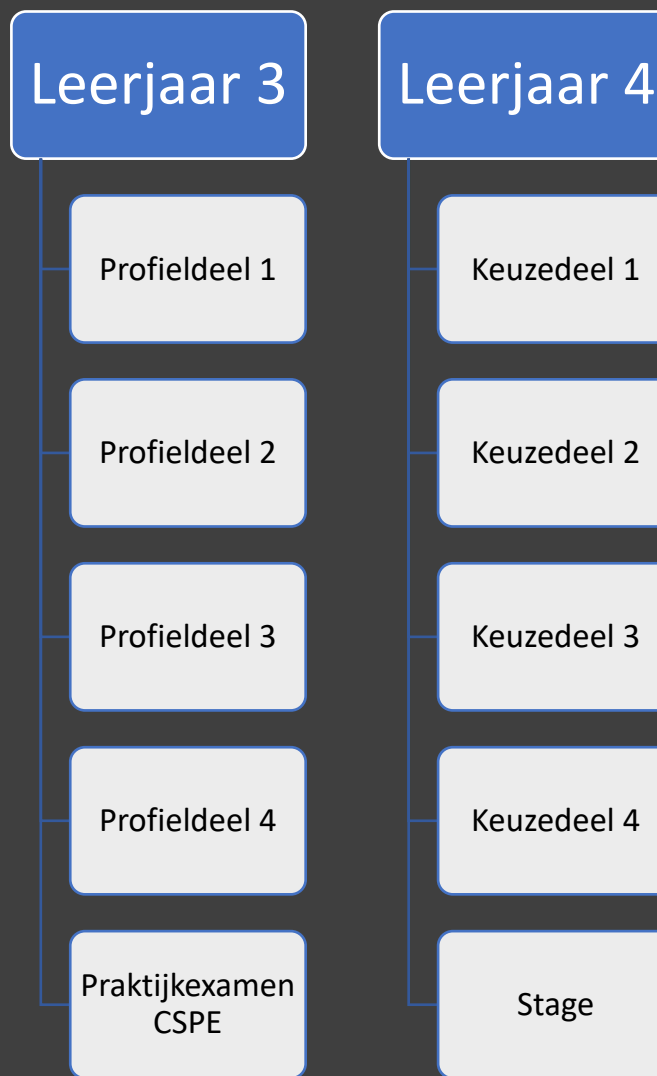 Leerjaar 3
Profieldeel 1
Profieldeel 2
Profieldeel 3
Profieldeel 4
Praktijkexamen
CSPE
Leerjaar 4
Keuzedeel 1
Keuzedeel 2
Keuzedeel 3
Keuzedeel 4
Stage